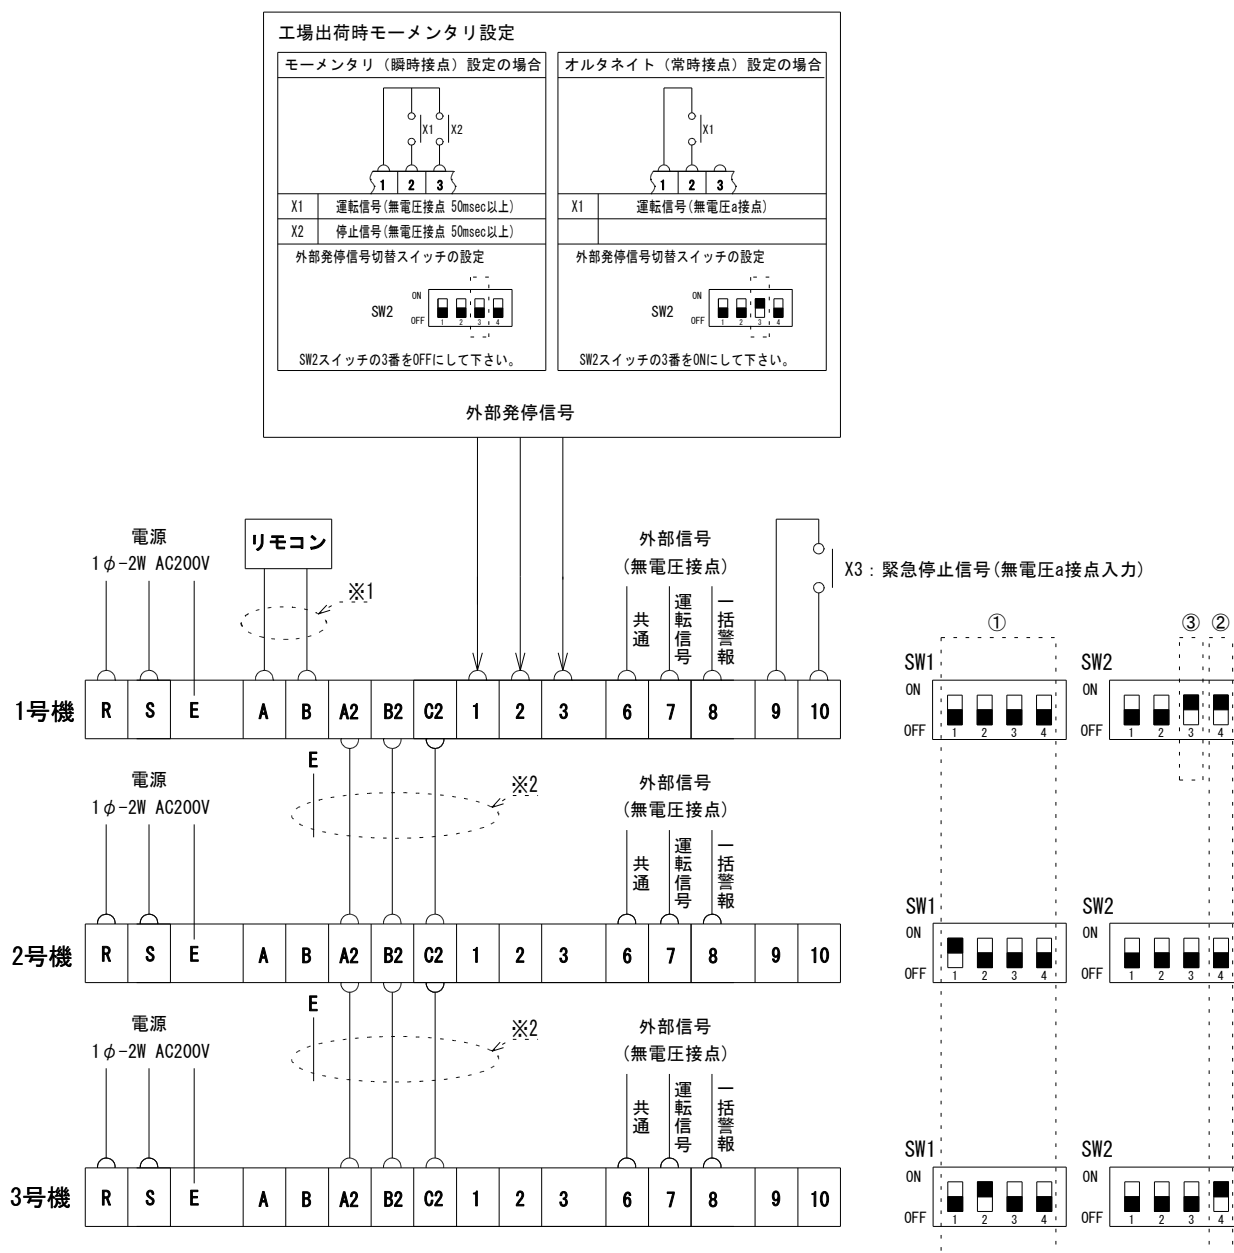 工場出荷時モーメンタリ設定
モーメンタリ（瞬時接点）設定の場合
オルタネイト（常時接点）設定の場合
X1 X2
X1
1 2 3
1 2 3
X1 運転信号(無電圧接点 50msec以上)
X1 運転信号(無電圧a接点)
X2 停止信号(無電圧接点 50msec以上)
外部発停信号切替スイッチの設定
外部発停信号切替スイッチの設定
SW2 ON OFF 1 2 3 4
SW2 ON OFF 1 2 3 4
SW2スイッチの3番をOFFにして下さい。
SW2スイッチの3番をONにして下さい。
外部発停信号
電源
1φ-2W AC200V
リモコン
※1
外部信号
(無電圧接点)
共通 運転信号 一括警報
X3：緊急停止信号(無電圧a接点入力)
① ③ ②
1号機 R S E A B A2 B2 C2 1 2 3 6 7 8 9 10
SW1 ON OFF 1 2 3 4
SW2 ON OFF 1 2 3 4
E
※2
電源
1φ-2W AC200V
外部信号
(無電圧接点)
共通 運転信号 一括警報
2号機 R S E A B A2 B2 C2 1 2 3 6 7 8 9 10
SW1 ON OFF 1 2 3 4
SW2 ON OFF 1 2 3 4
E
※2
電源
1φ-2W AC200V
外部信号
(無電圧接点)
共通 運転信号 一括警報
3号機 R S E A B A2 B2 C2 1 2 3 6 7 8 9 10
SW1 ON OFF 1 2 3 4
SW2 ON OFF 1 2 3 4